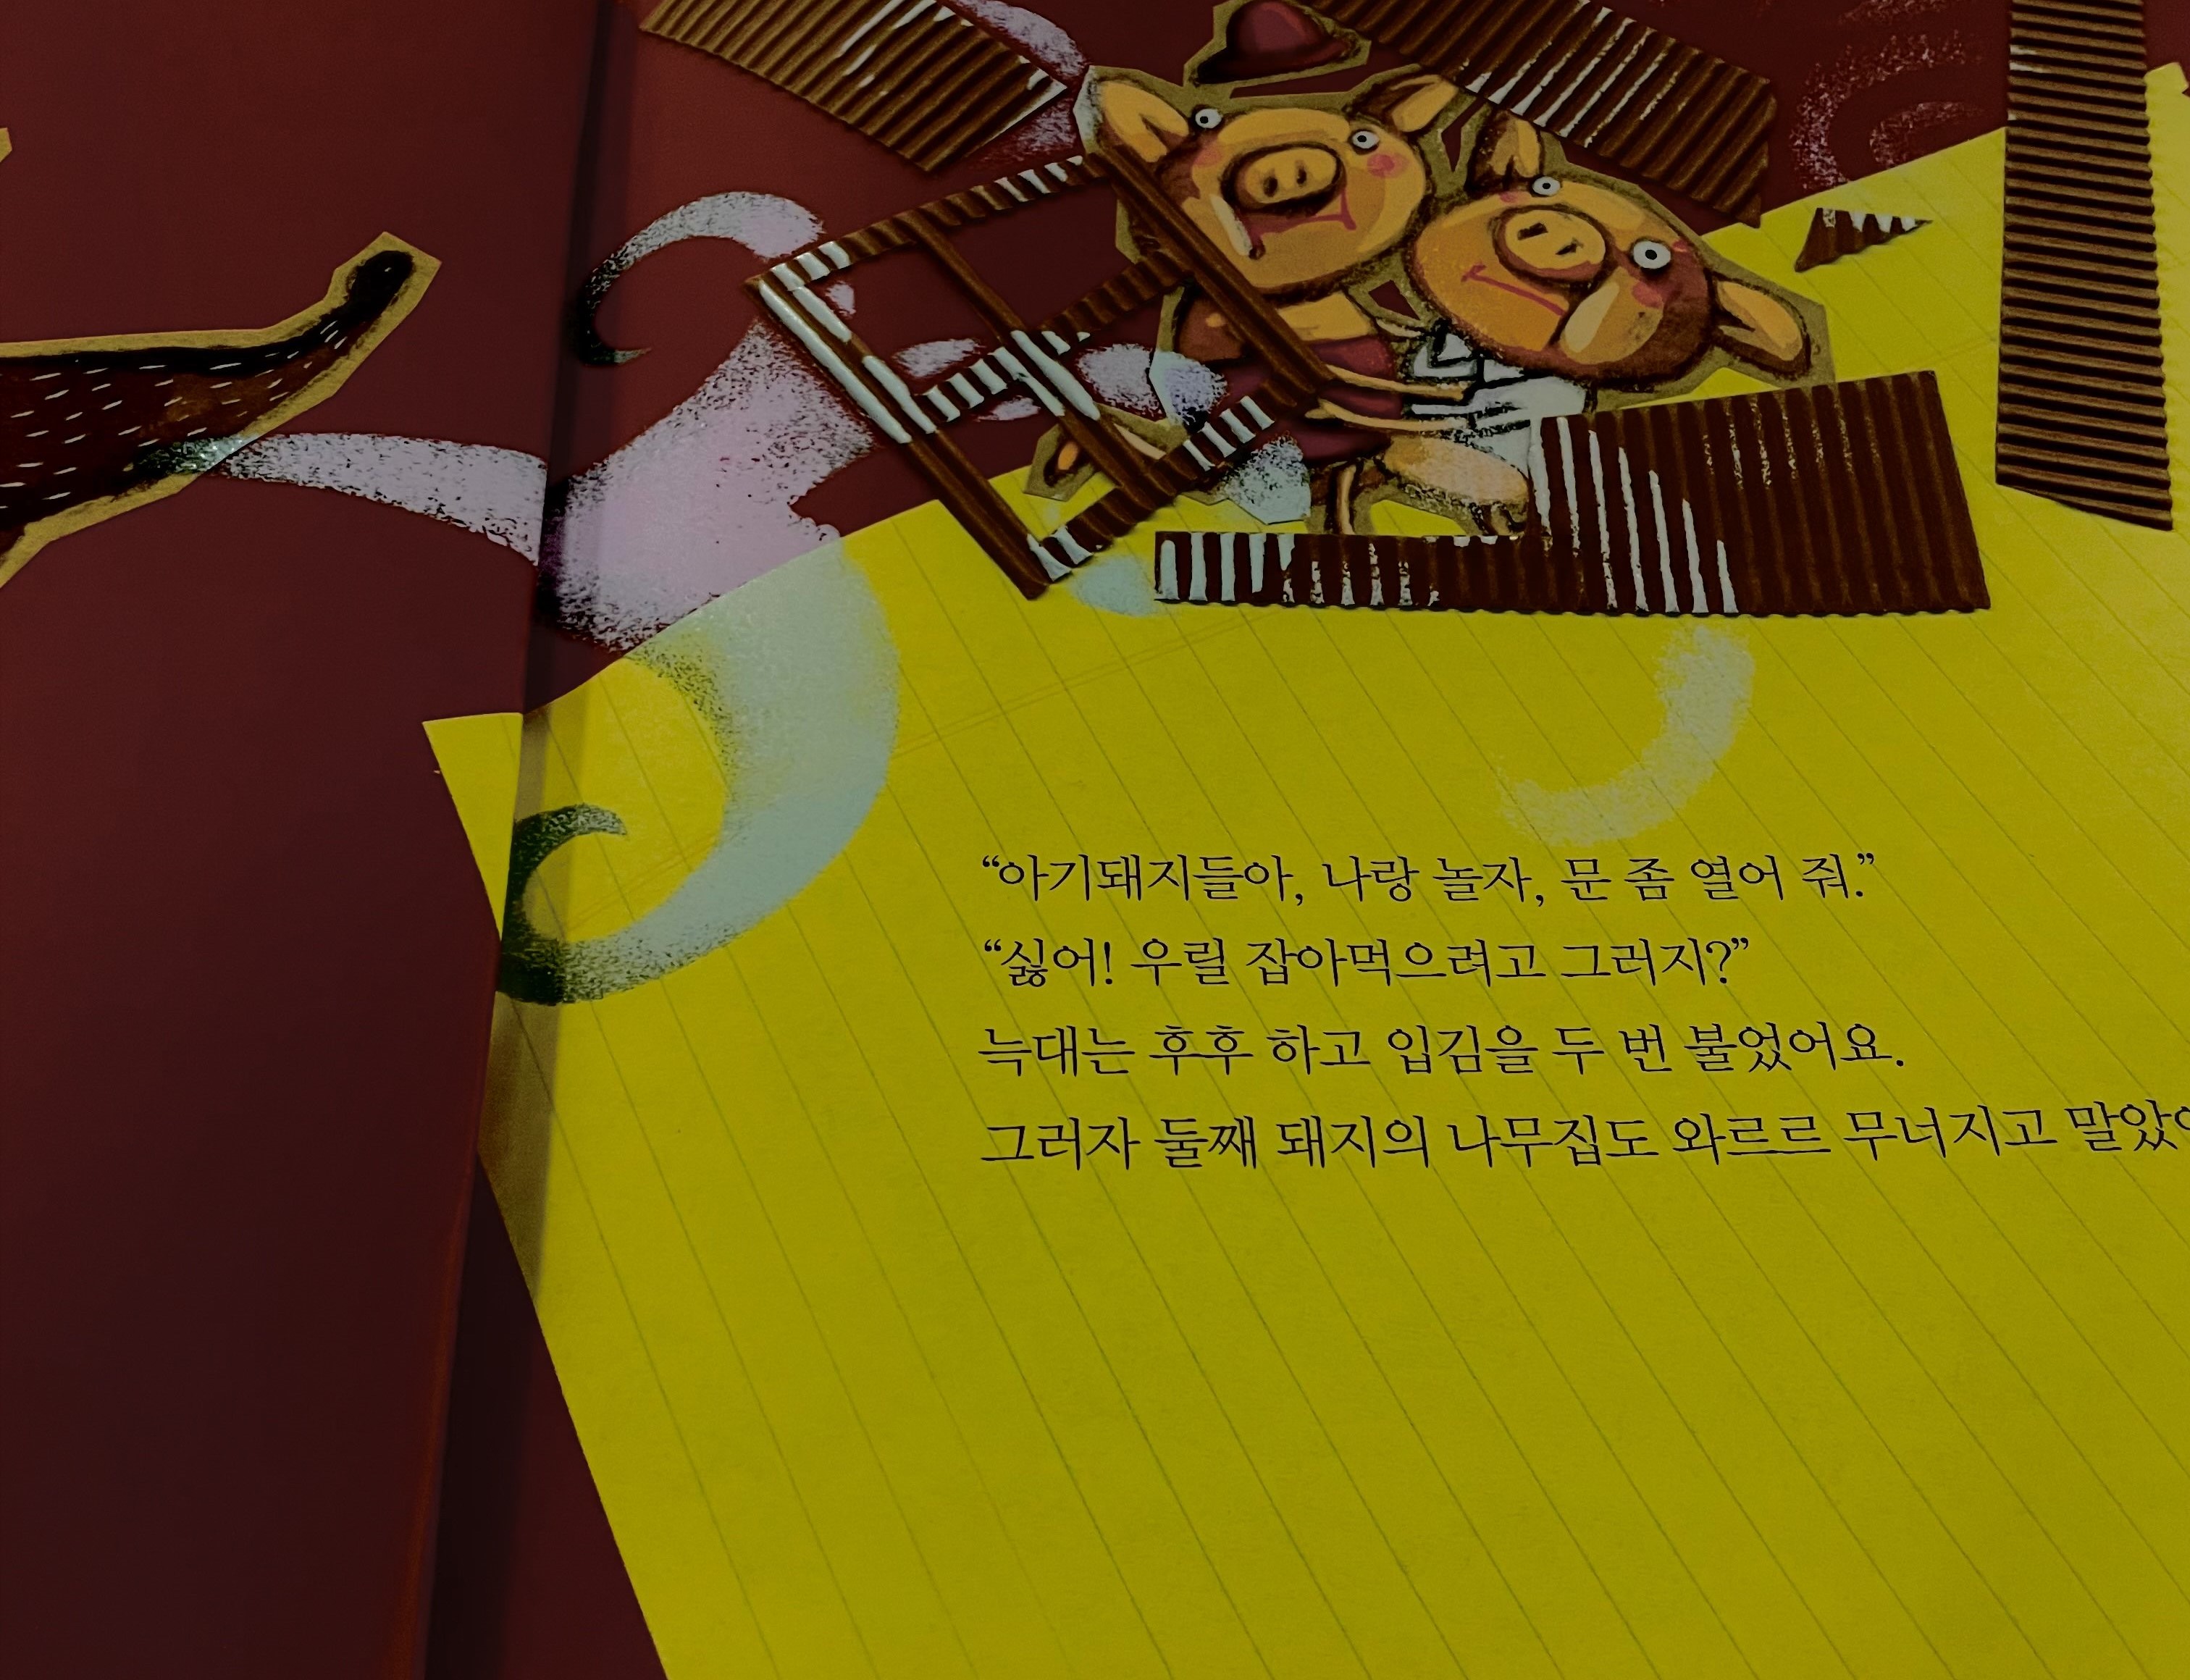 “아기돼지들아, 나랑 놀자, 문 좀 열어 줘.”
“싫어! 우릴 잡아먹으려고 그러지?”
늑대는 후후 하고 입김을 두 번 불었어요.
그러자 둘째 돼지의 나무집도 와르르 무너지고